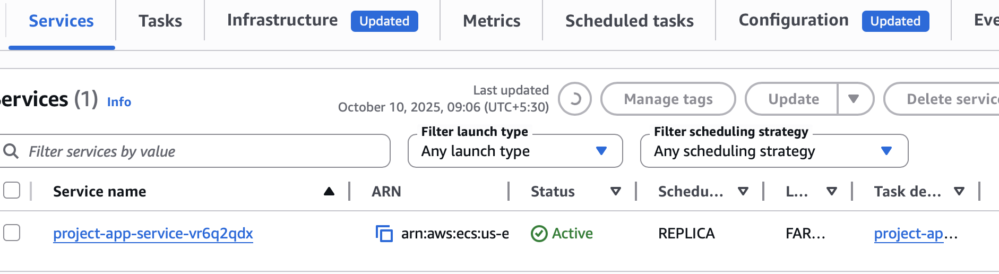 Services Tasks Infrastructure Updated Metrics Scheduled tasks Configuration Updated Eve
ervices (1) Info
Last updated
October 10, 2025, 09:06 (UTC+5:30)
Manage tags Update Delete servic
Filter services by value
Filter launch type
Any launch type
Filter scheduling strategy
Any scheduling strategy
Service name ARN Status Schedu... L... Task de...
project-app-service-vr6q2qdx arn:aws:ecs:us-e Active REPLICA FAR... project-ap...